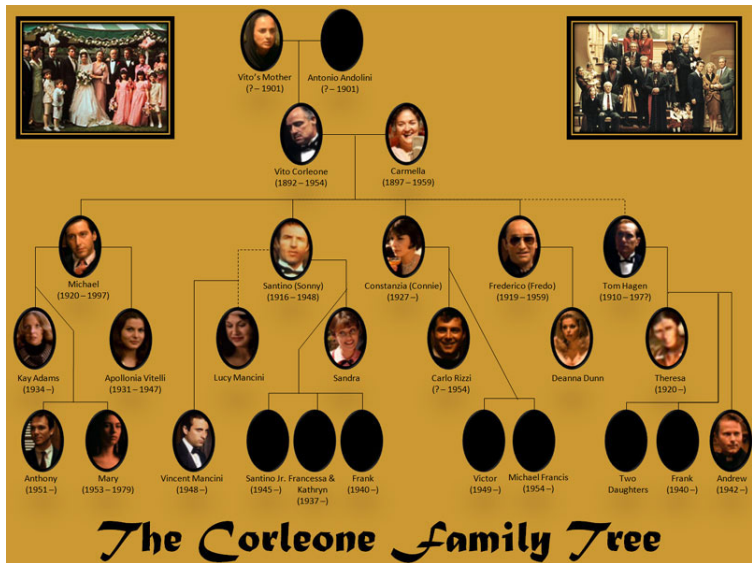 Vito's Mother
(? – 1901)
Antonio Andolini
(? – 1901)
Vito Corleone
(1892 – 1954)
Carmella
(1897 – 1959)
Michael
(1920 – 1997)
Santino (Sonny)
(1916 – 1948)
Constanzia (Connie)
(1927 –)
Frederico (Fredo)
(1919 – 1959)
Tom Hagen
(1910 – 197?)
Kay Adams
(1934 –)
Apollonia Vitelli
(1931 – 1947)
Lucy Mancini
Sandra
Carlo Rizzi
(? – 1954)
Deanna Dunn
Theresa
(1920 –)
Anthony
(1951 –)
Mary
(1953 – 1979)
Vincent Mancini
(1948 –)
Santino Jr.
(1945 –)
Francessa &
Kathryn
(1937 –)
Frank
(1940 –)
Victor
(1949 –)
Michael Francis
(1954 –)
Two
Daughters
Frank
(1940 –)
Andrew
(1942 –)
The Corleone Family Tree